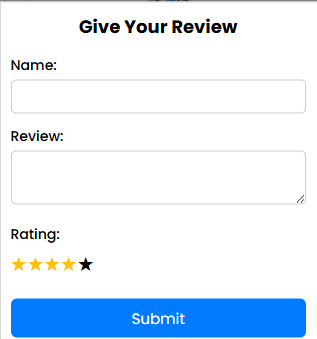 Give Your Review
Name:
Review:
Rating:
★★★★★
Submit